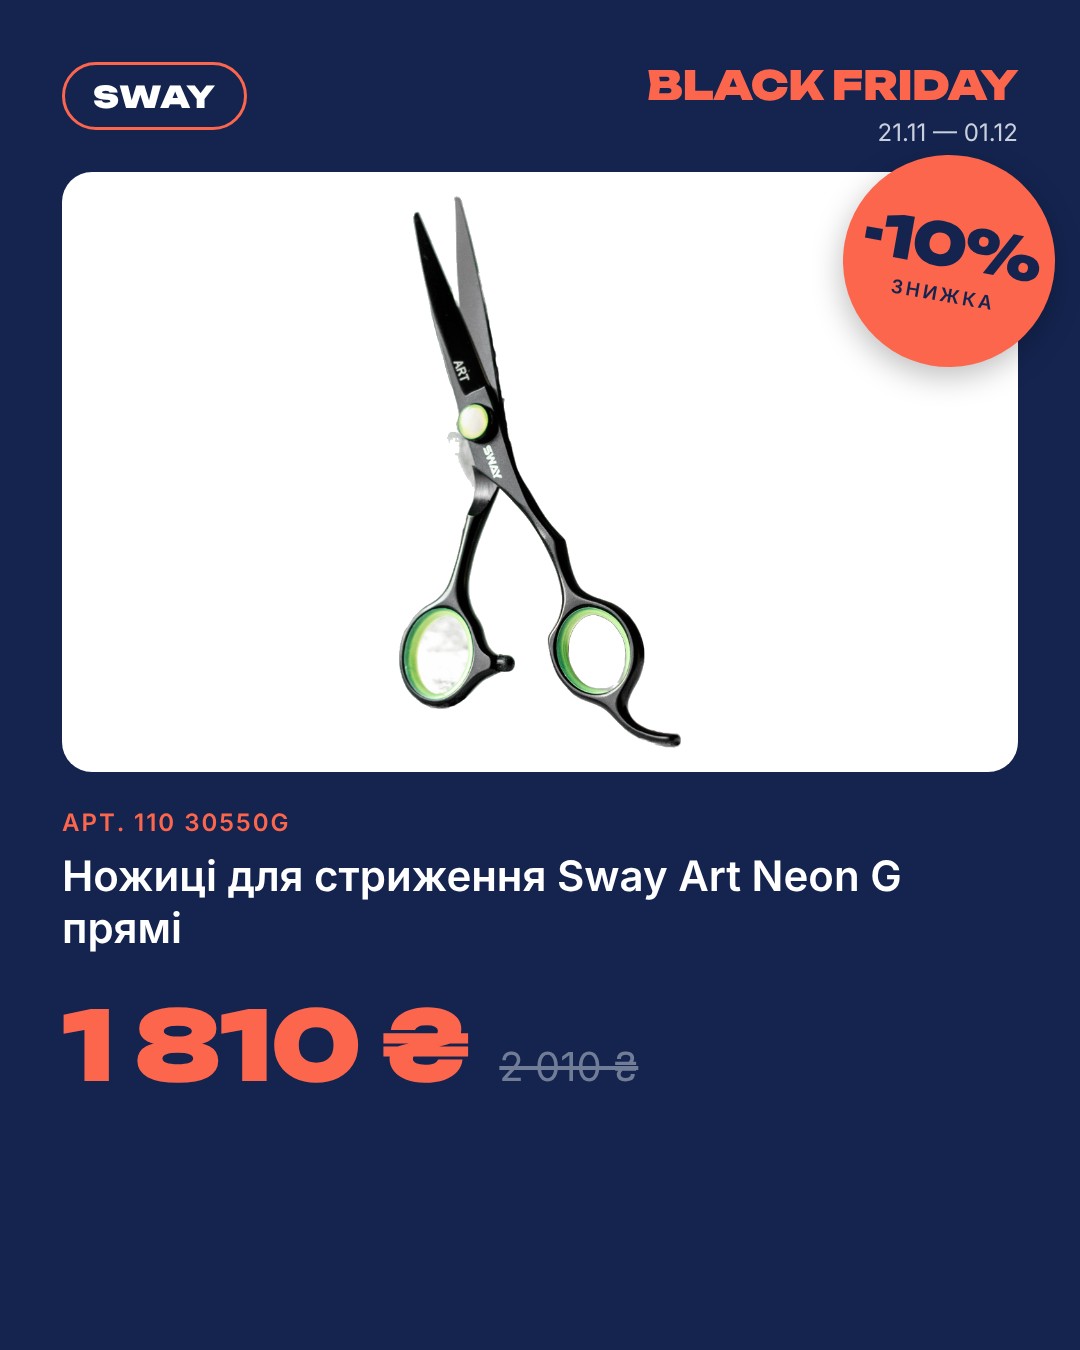 SWAY
BLACK FRIDAY
21.11 — 01.12
-10%
ЗНИЖКА
ART
SWAY
АРТ. 110 30550G
Ножиці для стриження Sway Art Neon G
прямі
1 810 ₴ 2 010 ₴